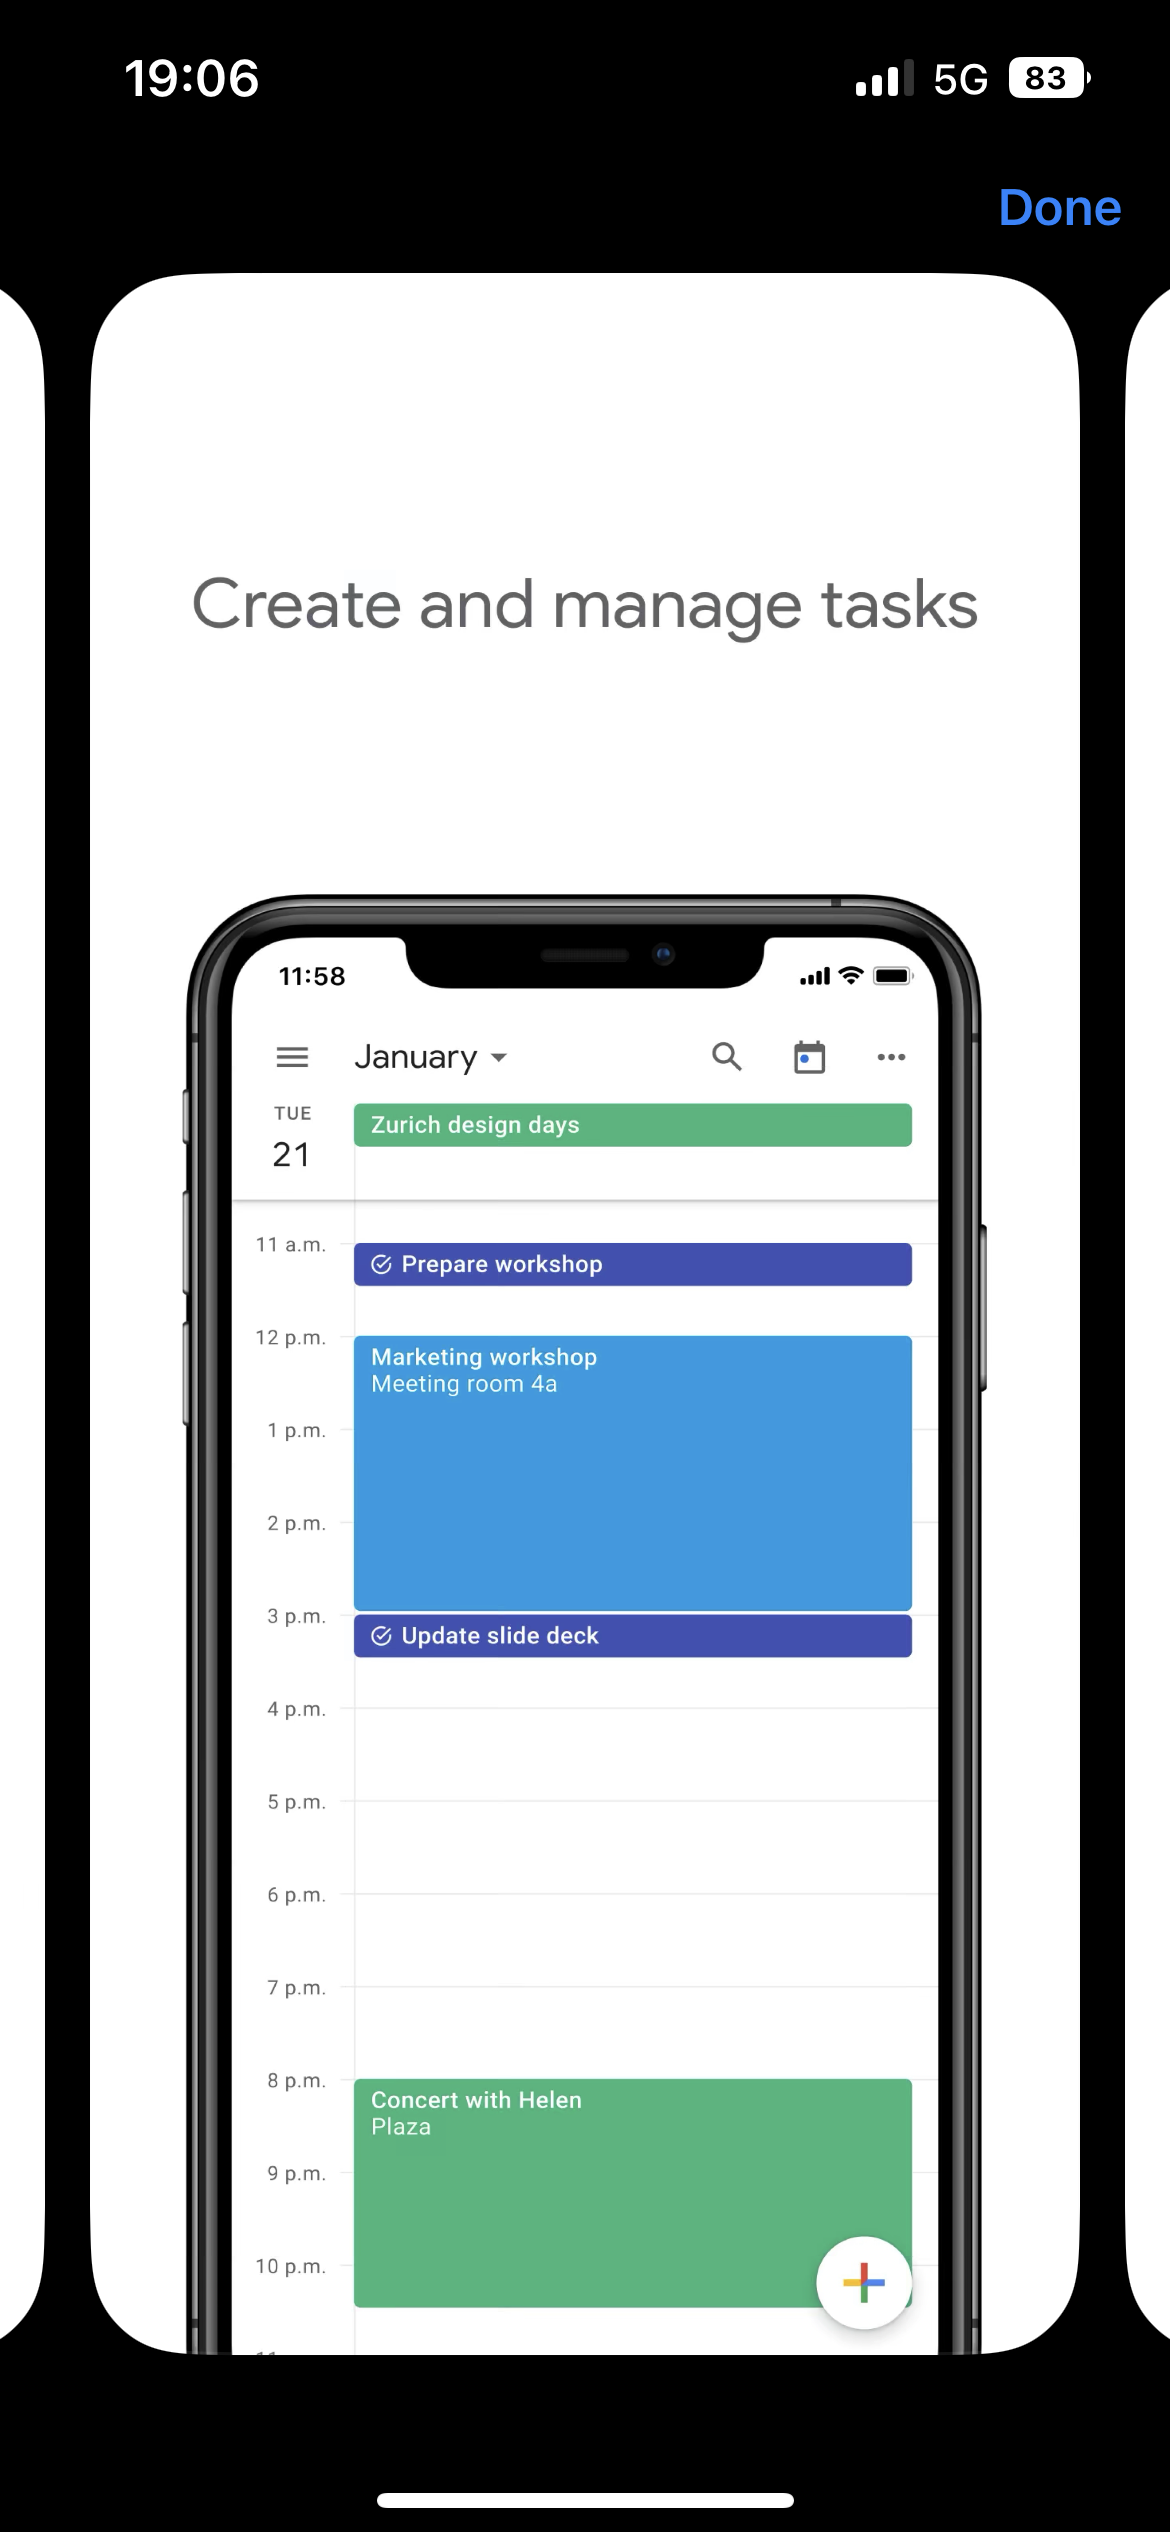 19:06
5G 83
Done
Create and manage tasks
11:58
January
TUE
21
Zurich design days
11 a.m.
Prepare workshop
12 p.m.
Marketing workshop
Meeting room 4a
1 p.m.
2 p.m.
3 p.m.
Update slide deck
4 p.m.
5 p.m.
6 p.m.
7 p.m.
8 p.m.
Concert with Helen
Plaza
9 p.m.
10 p.m.